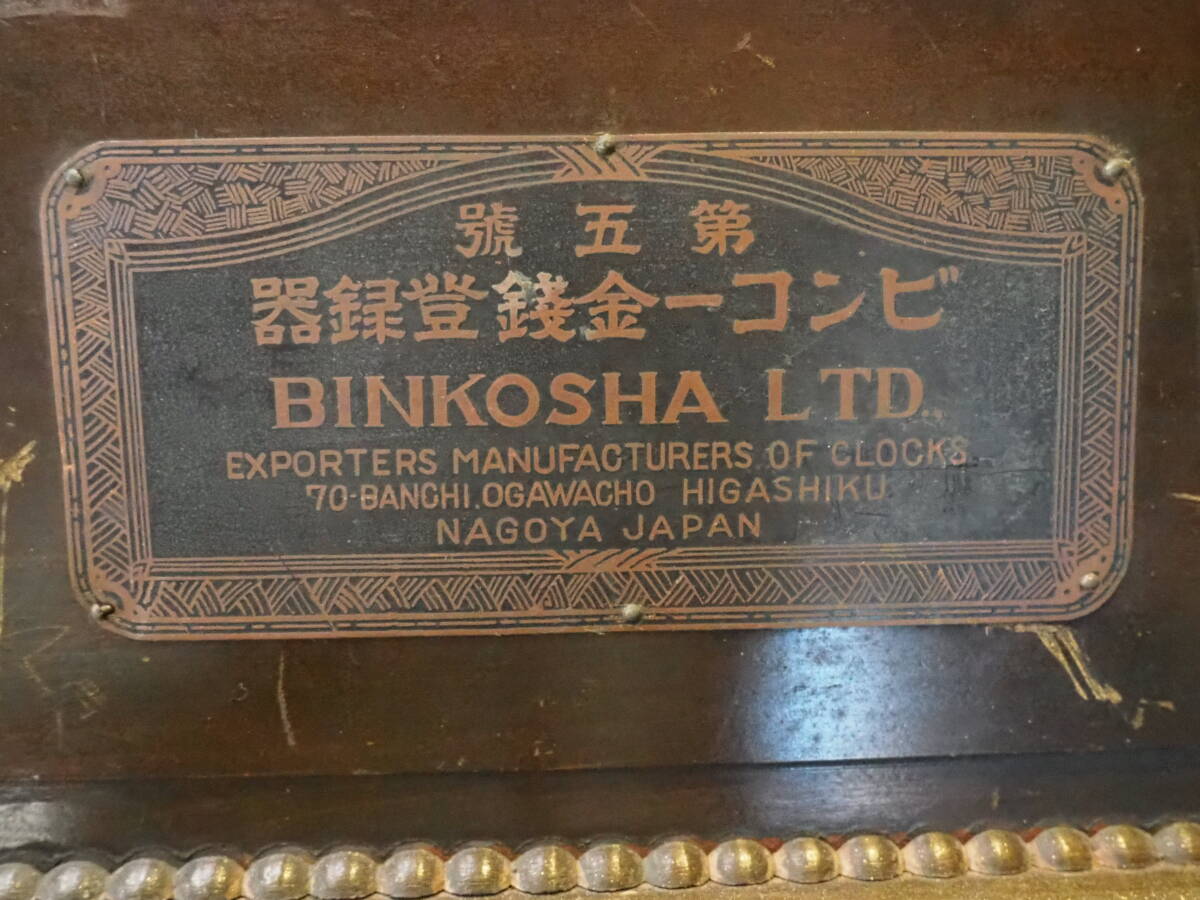 第五號
ビンコー金錢登録器
BINKOSHA LTD.
EXPORTERS MANUFACTURERS OF CLOCKS
70-BANCHI.OGAWACHO HIGASHIKU
NAGOYA JAPAN